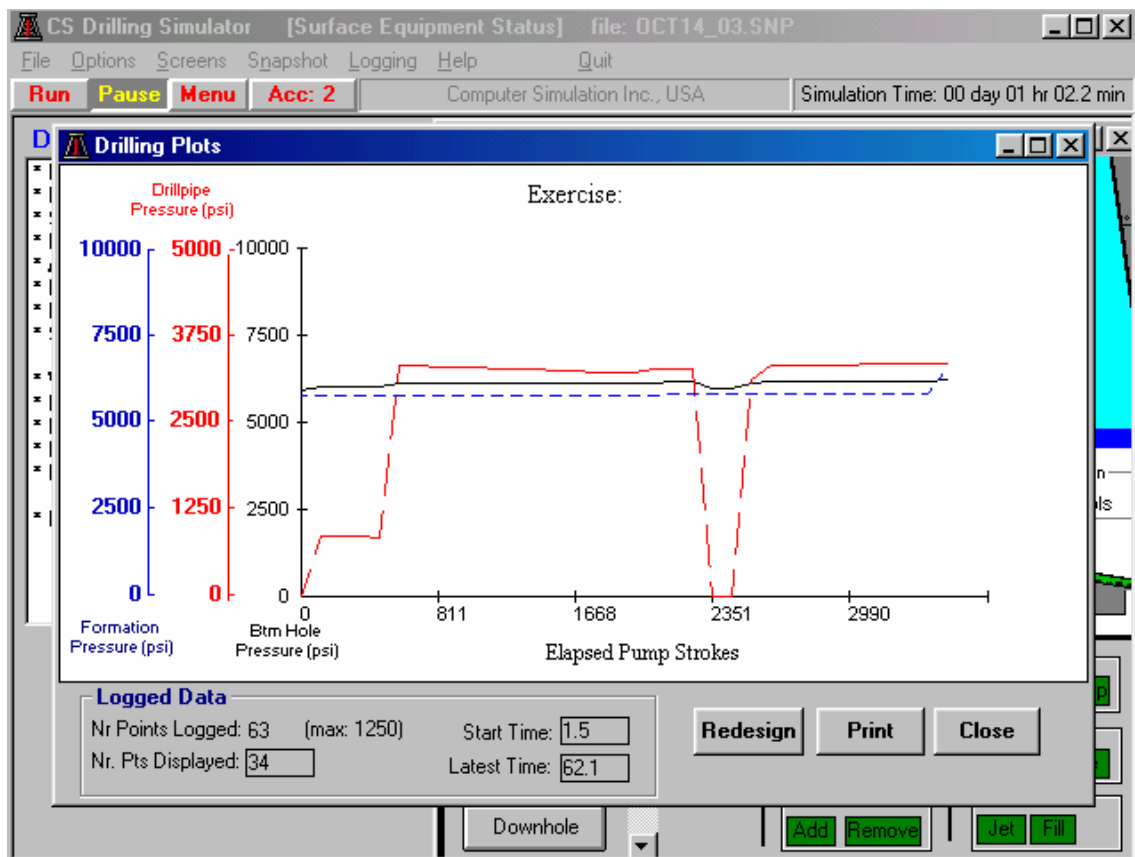 CS Drilling Simulator [Surface Equipment Status] file: OCT14_03.SNP
File Options Screens Snapshot Logging Help Quit
Run Pause Menu Acc: 2 Computer Simulation Inc., USA Simulation Time: 00 day 01 hr 02.2 min
D
Drilling Plots
Exercise:
Drillpipe
Pressure (psi)
10000 5000 10000
7500 3750 7500
5000 2500 5000
2500 1250 2500
0 0 0
0 811 1668 2351 2990
Formation
Pressure (psi)
Btm Hole
Pressure (psi)
Elapsed Pump Strokes
Logged Data
Nr Points Logged: 63 (max: 1250)
Nr. Pts Displayed: 34
Start Time: 1.5
Latest Time: 62.1
Redesign Print Close
Downhole
Add Remove Jet Fill